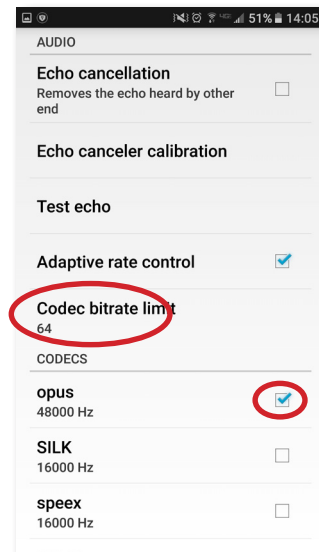 51% 14:05
AUDIO
Echo cancellation
Removes the echo heard by other
end
Echo canceler calibration
Test echo
Adaptive rate control
Codec bitrate limit
64
CODECS
opus
48000 Hz
SILK
16000 Hz
speex
16000 Hz